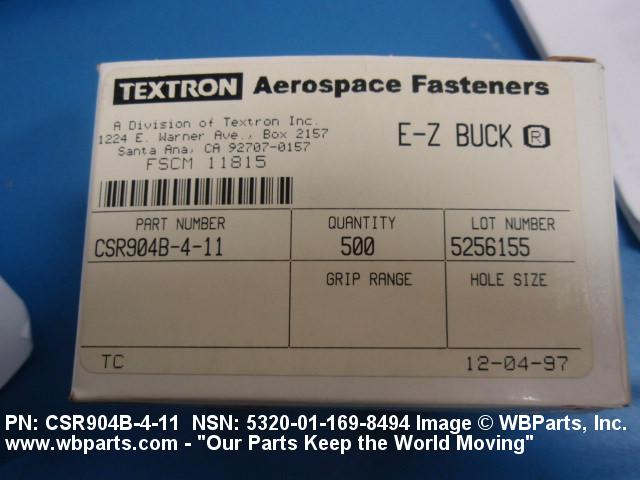 TEXTRON Aerospace Fasteners
A Division of Textron Inc.
1224 E. Warner Ave., Box 2157
Santa Ana, CA 92707-0157
FSCM 11815
E-Z BUCK ®
PART NUMBER QUANTITY LOT NUMBER
CSR904B-4-11 500 5256155
GRIP RANGE HOLE SIZE
TC 12-04-97
PN: CSR904B-4-11 NSN: 5320-01-169-8494 Image © WBParts, Inc.
www.wbparts.com - "Our Parts Keep the World Moving"